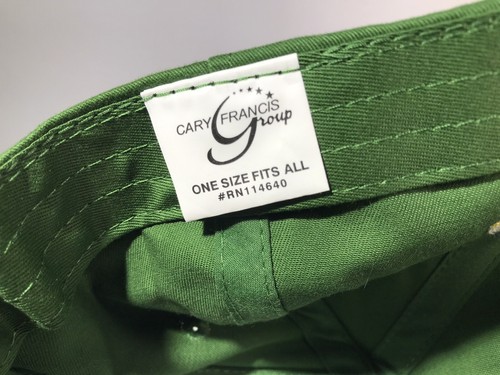 CARY FRANCIS
Group
ONE SIZE FITS ALL
#RN114640